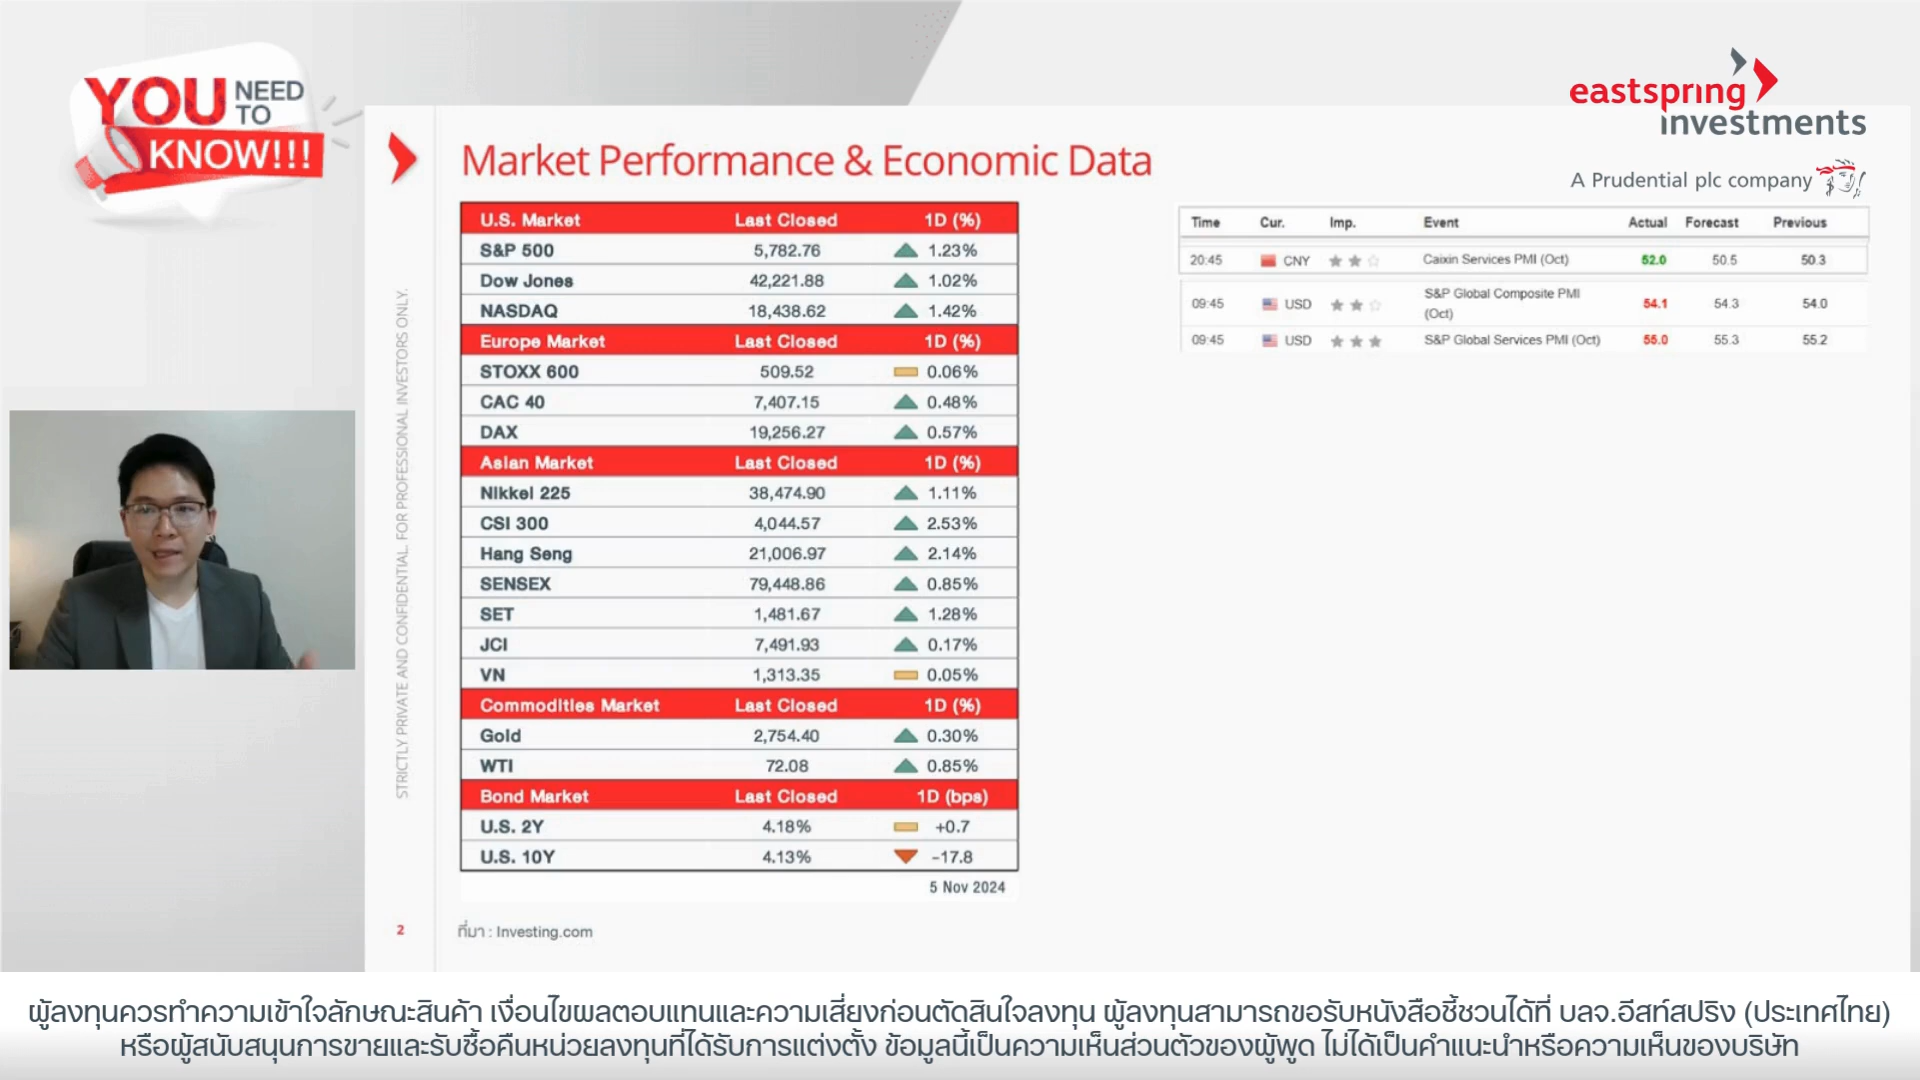 YOU NEED TO KNOW!!!
eastspring investments
A Prudential plc company
Market Performance & Economic Data
STRICTLY PRIVATE AND CONFIDENTIAL. FOR PROFESSIONAL INVESTORS ONLY.
U.S. Market Last Closed 1D (%)
S&P 500 5,782.76 1.23%
Dow Jones 42,221.88 1.02%
NASDAQ 18,438.62 1.42%
Europe Market Last Closed 1D (%)
STOXX 600 509.52 0.06%
CAC 40 7,407.15 0.48%
DAX 19,256.27 0.57%
Asian Market Last Closed 1D (%)
Nikkei 225 38,474.90 1.11%
CSI 300 4,044.57 2.53%
Hang Seng 21,006.97 2.14%
SENSEX 79,448.86 0.85%
SET 1,481.67 1.28%
JCI 7,491.93 0.17%
VN 1,313.35 0.05%
Commodities Market Last Closed 1D (%)
Gold 2,754.40 0.30%
WTI 72.08 0.85%
Bond Market Last Closed 1D (bps)
U.S. 2Y 4.18% +0.7
U.S. 10Y 4.13% -17.8
5 Nov 2024
Time Cur. Imp. Event Actual Forecast Previous
20:45 CNY Caixin Services PMI (Oct) 52.0 50.5 50.3
09:45 USD S&P Global Composite PMI (Oct) 54.1 54.3 54.0
09:45 USD S&P Global Services PMI (Oct) 55.0 55.3 55.2
2
ที่มา : Investing.com
ผู้ลงทุนควรทำความเข้าใจลักษณะสินค้า เงื่อนไขผลตอบแทนและความเสี่ยงก่อนตัดสินใจลงทุน ผู้ลงทุนสามารถขอรับหนังสือชี้ชวนได้ที่ บลจ.อีสท์สปริง (ประเทศไทย)
หรือผู้สนับสนุนการขายและรับซื้อคืนหน่วยลงทุนที่ได้รับการแต่งตั้ง ข้อมูลนี้เป็นความเห็นส่วนตัวของผู้พูด ไม่ได้เป็นคำแนะนำหรือความเห็นของบริษัท